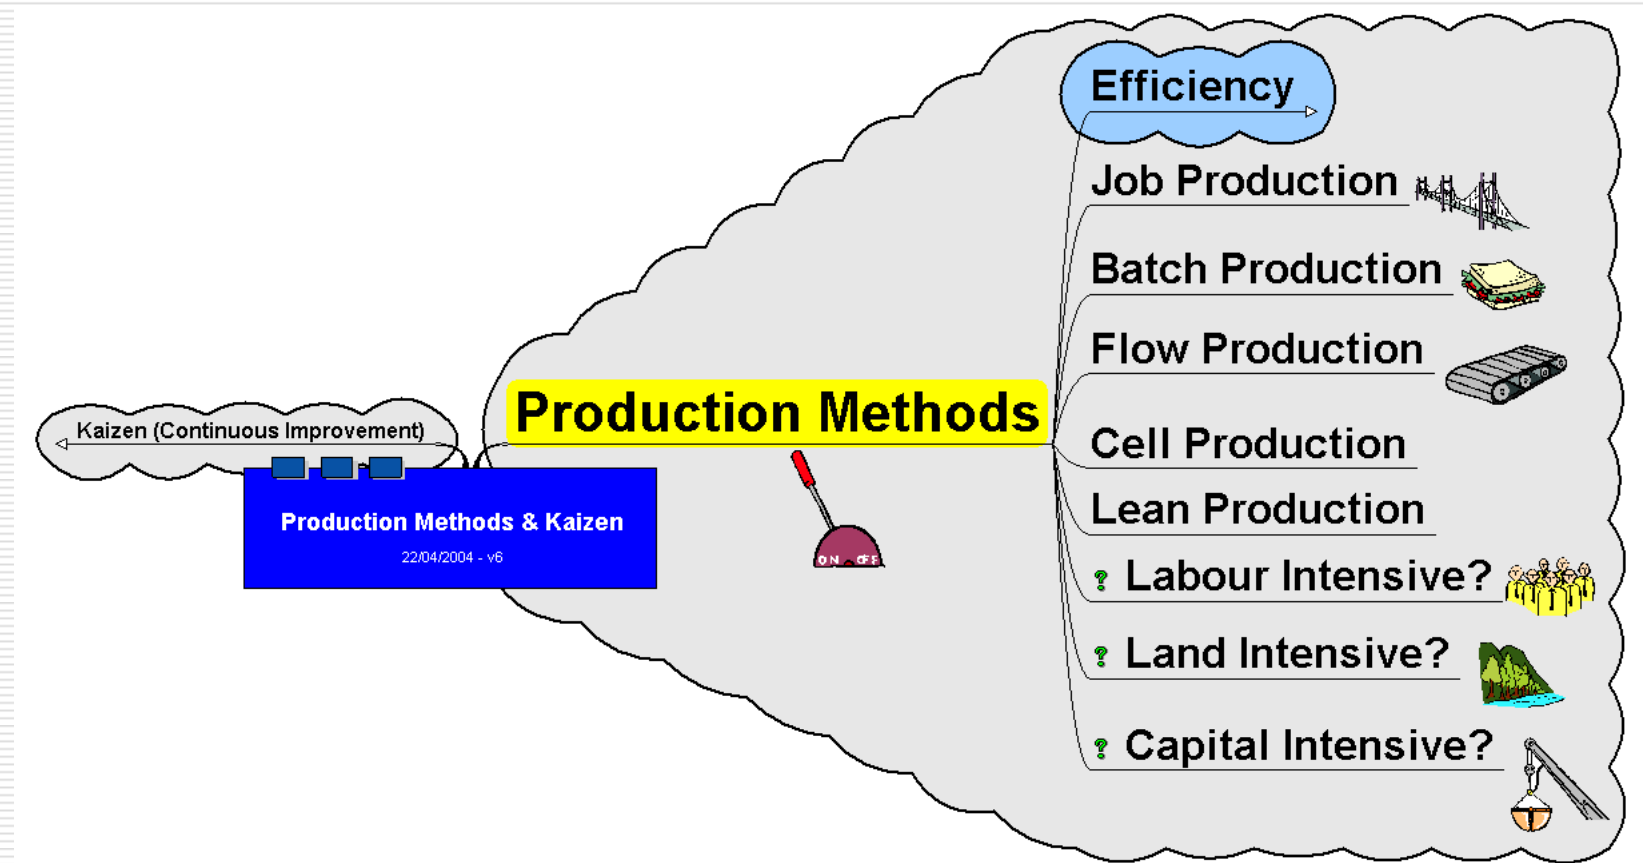 Efficiency
Job Production
Batch Production
Flow Production
Production Methods
Kaizen (Continuous Improvement)
Cell Production
Lean Production
Production Methods & Kaizen
22/04/2004 - v6
ON OFF
? Labour Intensive?
? Land Intensive?
? Capital Intensive?